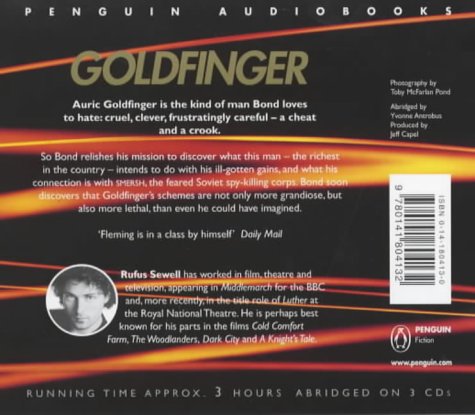 PENGUIN AUDIOBOOKS
GOLDFINGER
Auric Goldfinger is the kind of man Bond loves
to hate: cruel, clever, frustratingly careful – a cheat
and a crook.
So Bond relishes his mission to discover what this man – the richest
in the country – intends to do with his ill-gotten gains, and what his
connection is with SMERSH, the feared Soviet spy-killing corps. Bond soon
discovers that Goldfinger's schemes are not only more grandiose, but
also more lethal, than even he could have imagined.
'Fleming is in a class by himself' Daily Mail
Rufus Sewell has worked in film, theatre and
television, appearing in Middlemarch for the BBC
and, more recently, in the title role of Luther at
the Royal National Theatre. He is perhaps best
known for his parts in the films Cold Comfort
Farm, The Woodlanders, Dark City and A Knight's Tale.
Photography by
Toby McFarlan Pond
Abridged by
Yvonne Antrobus
Produced by
Jeff Capel
ISBN 0-14-180413-0
9 780141 804132
PENGUIN
Fiction
www.penguin.com
RUNNING TIME APPROX. 3 HOURS ABRIDGED ON 3 CDs